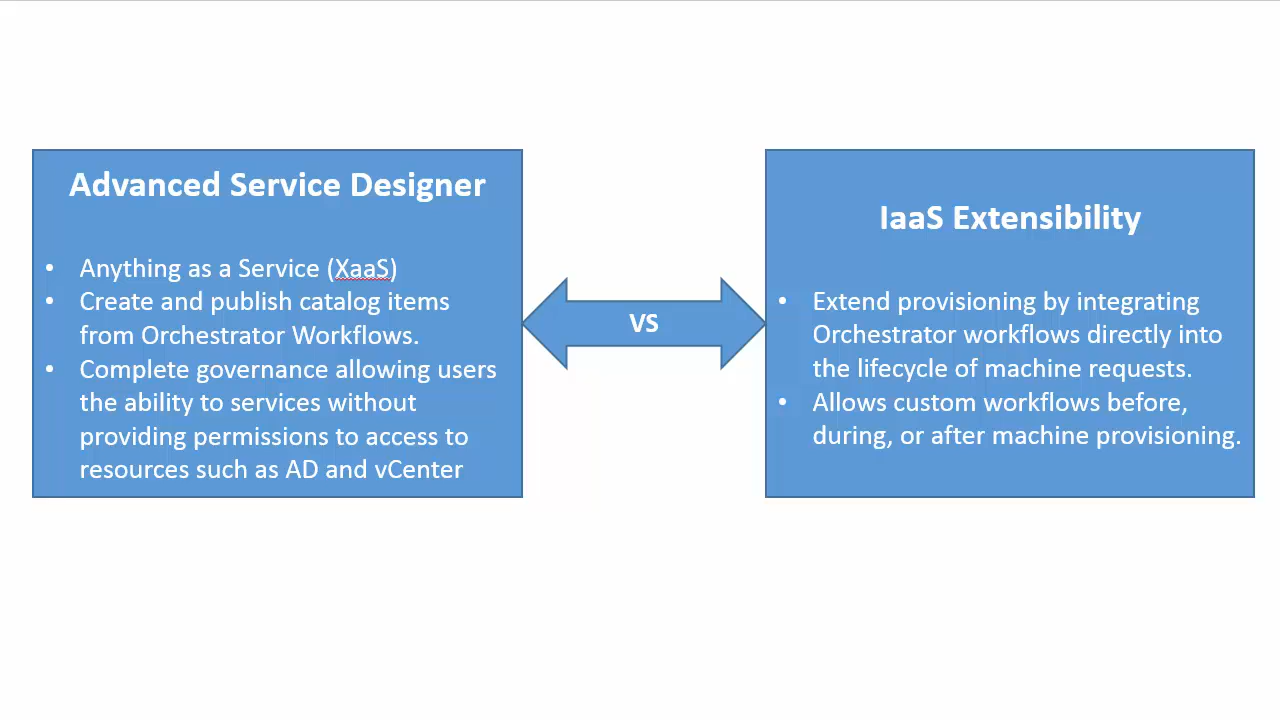 Advanced Service Designer
• Anything as a Service (XaaS)
• Create and publish catalog items
from Orchestrator Workflows.
• Complete governance allowing users
the ability to services without
providing permissions to access to
resources such as AD and vCenter
VS
IaaS Extensibility
• Extend provisioning by integrating
Orchestrator workflows directly into
the lifecycle of machine requests.
• Allows custom workflows before,
during, or after machine provisioning.